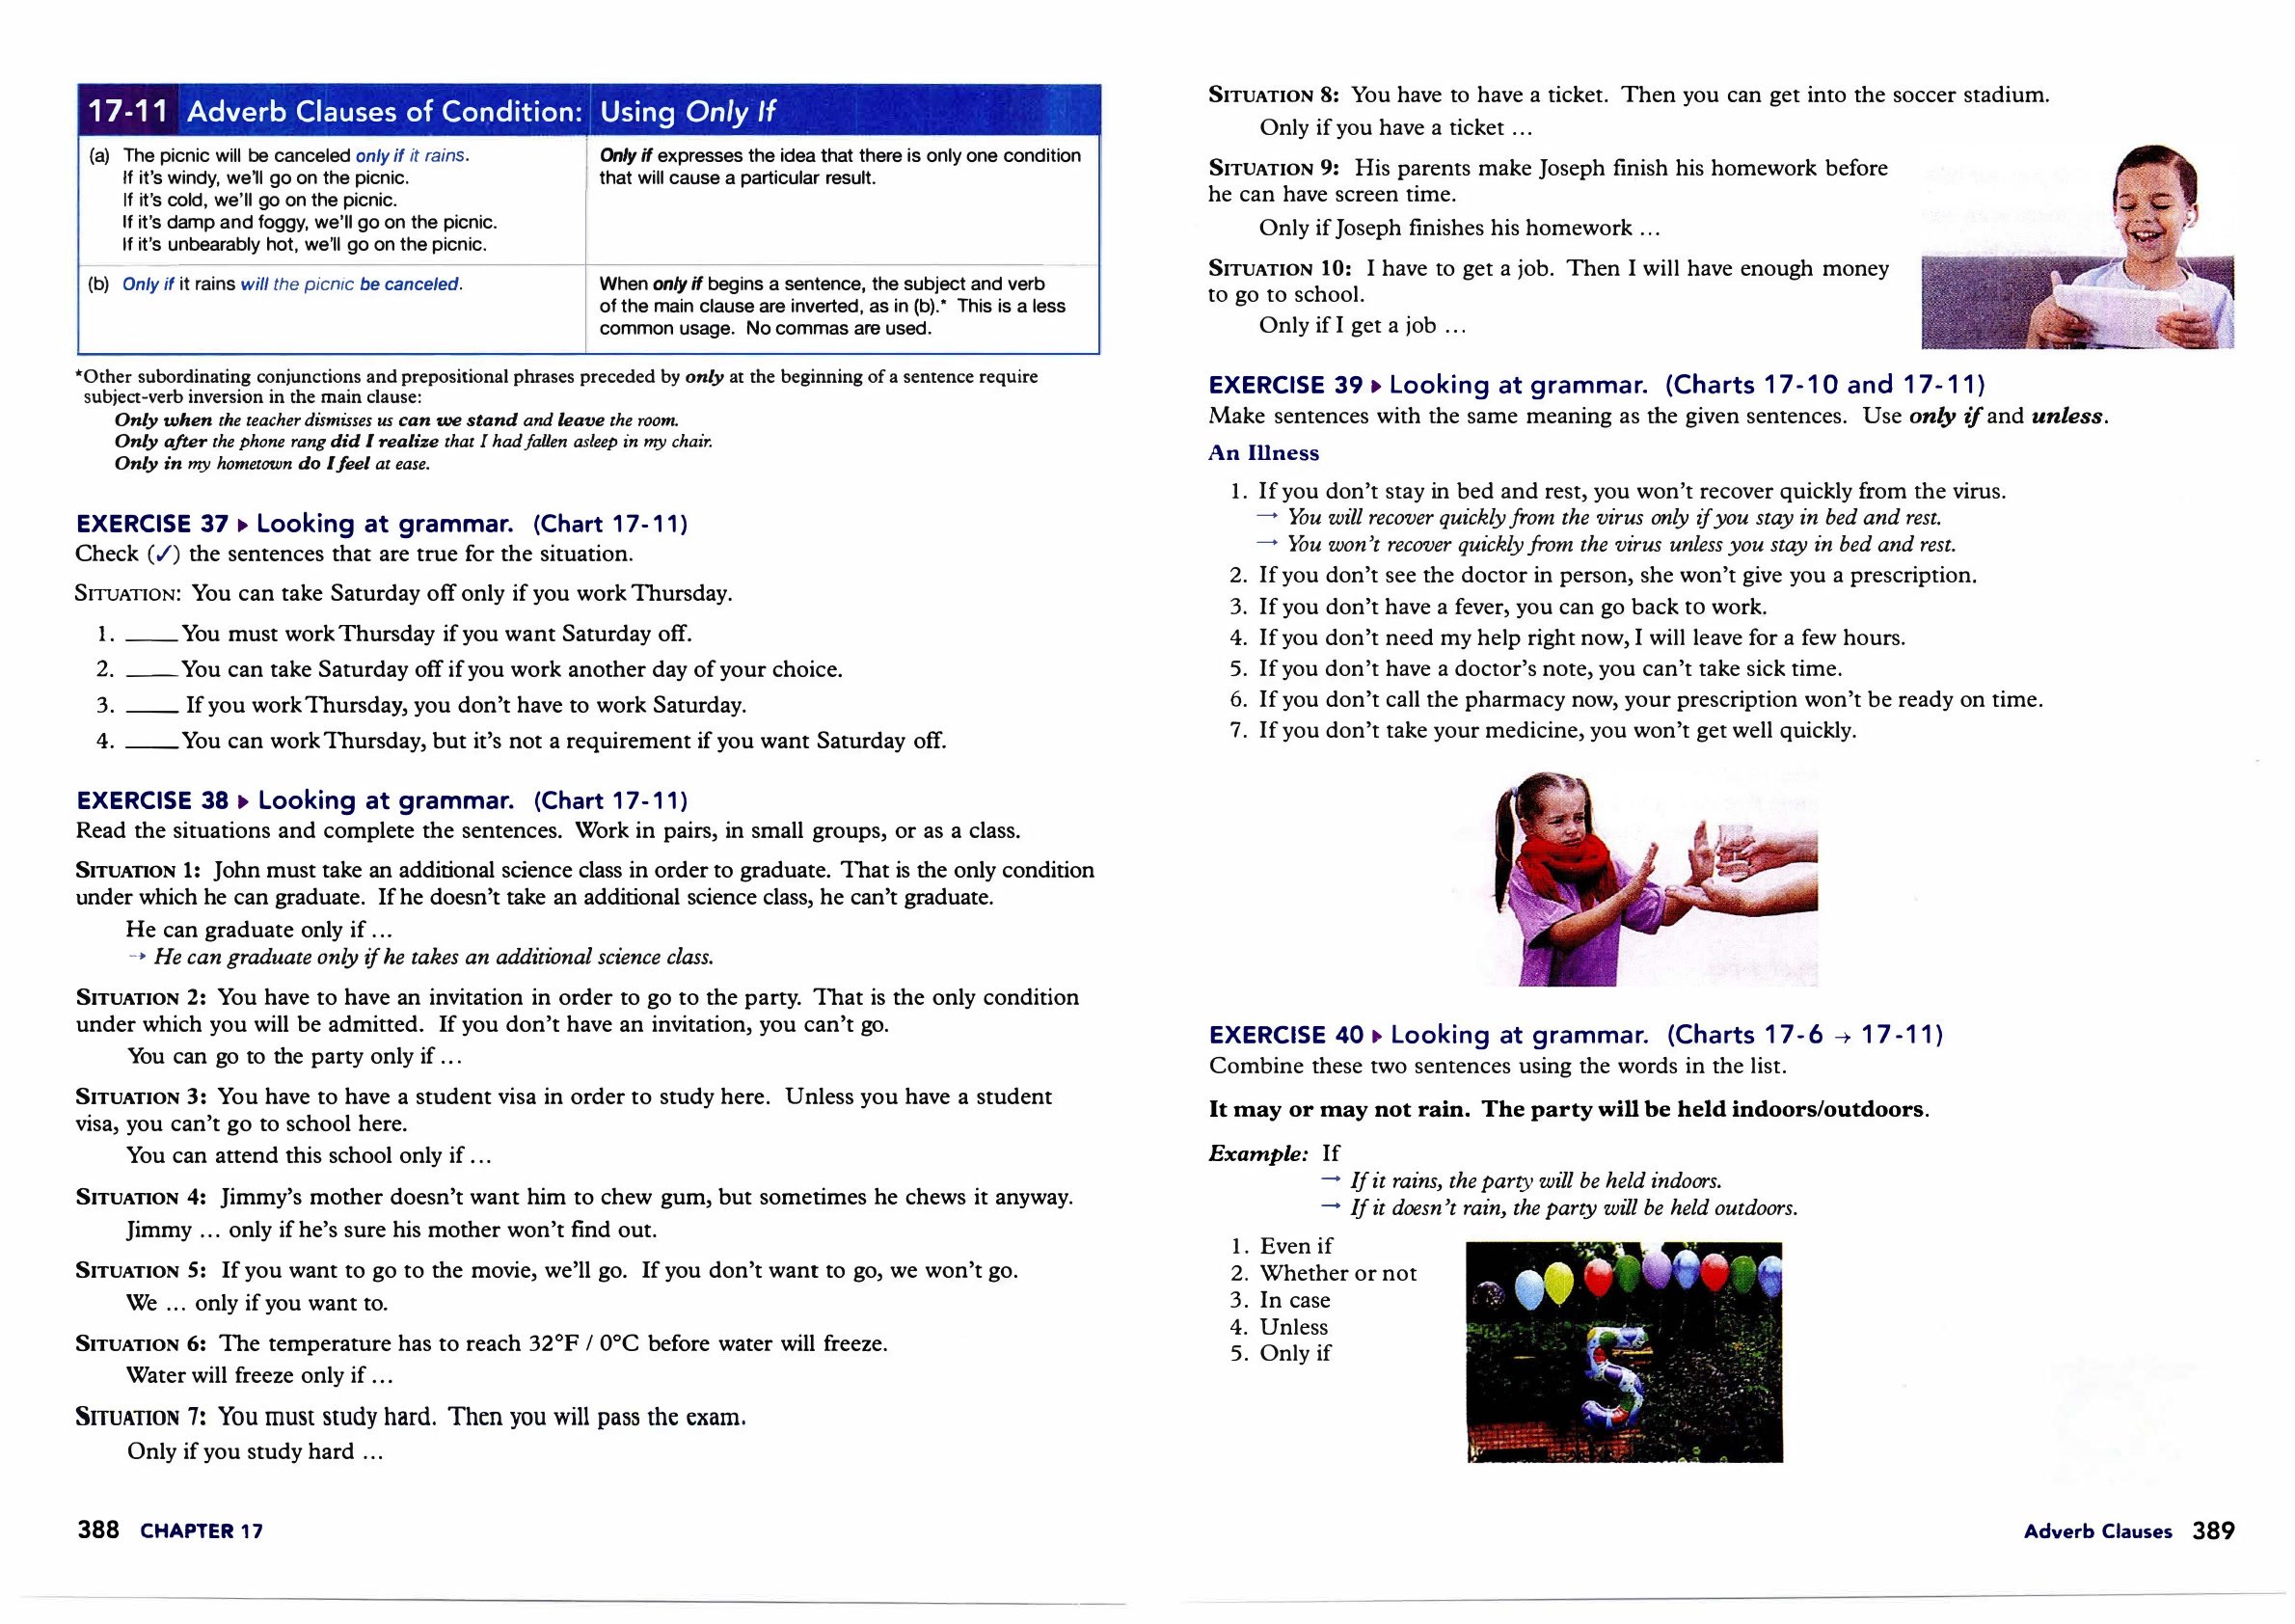 17-11 Adverb Clauses of Condition: Using Only If
(a) The picnic will be canceled only if it rains.
If it's windy, we'll go on the picnic.
If it's cold, we'll go on the picnic.
If it's damp and foggy, we'll go on the picnic.
If it's unbearably hot, we'll go on the picnic.
Only if expresses the idea that there is only one condition
that will cause a particular result.
(b) Only if it rains will the picnic be canceled.
When only if begins a sentence, the subject and verb
of the main clause are inverted, as in (b).* This is a less
common usage. No commas are used.
*Other subordinating conjunctions and prepositional phrases preceded by only at the beginning of a sentence require
subject-verb inversion in the main clause:
Only when the teacher dismisses us can we stand and leave the room.
Only after the phone rang did I realize that I had fallen asleep in my chair.
Only in my hometown do I feel at ease.
EXERCISE 37 ▸ Looking at grammar. (Chart 17-11)
Check (✓) the sentences that are true for the situation.
SITUATION: You can take Saturday off only if you work Thursday.
1. ____ You must work Thursday if you want Saturday off.
2. ____ You can take Saturday off if you work another day of your choice.
3. ____ If you work Thursday, you don't have to work Saturday.
4. ____ You can work Thursday, but it's not a requirement if you want Saturday off.
EXERCISE 38 ▸ Looking at grammar. (Chart 17-11)
Read the situations and complete the sentences. Work in pairs, in small groups, or as a class.
SITUATION 1: John must take an additional science class in order to graduate. That is the only condition
under which he can graduate. If he doesn't take an additional science class, he can't graduate.
He can graduate only if ...
→ He can graduate only if he takes an additional science class.
SITUATION 2: You have to have an invitation in order to go to the party. That is the only condition
under which you will be admitted. If you don't have an invitation, you can't go.
You can go to the party only if ...
SITUATION 3: You have to have a student visa in order to study here. Unless you have a student
visa, you can't go to school here.
You can attend this school only if ...
SITUATION 4: Jimmy's mother doesn't want him to chew gum, but sometimes he chews it anyway.
Jimmy ... only if he's sure his mother won't find out.
SITUATION 5: If you want to go to the movie, we'll go. If you don't want to go, we won't go.
We ... only if you want to.
SITUATION 6: The temperature has to reach 32°F / 0°C before water will freeze.
Water will freeze only if ...
SITUATION 7: You must study hard. Then you will pass the exam.
Only if you study hard ...
388 CHAPTER 17
SITUATION 8: You have to have a ticket. Then you can get into the soccer stadium.
Only if you have a ticket ...
SITUATION 9: His parents make Joseph finish his homework before
he can have screen time.
Only if Joseph finishes his homework ...
SITUATION 10: I have to get a job. Then I will have enough money
to go to school.
Only if I get a job ...
EXERCISE 39 ▸ Looking at grammar. (Charts 17-10 and 17-11)
Make sentences with the same meaning as the given sentences. Use only if and unless.
An Illness
1. If you don't stay in bed and rest, you won't recover quickly from the virus.
→ You will recover quickly from the virus only if you stay in bed and rest.
→ You won't recover quickly from the virus unless you stay in bed and rest.
2. If you don't see the doctor in person, she won't give you a prescription.
3. If you don't have a fever, you can go back to work.
4. If you don't need my help right now, I will leave for a few hours.
5. If you don't have a doctor's note, you can't take sick time.
6. If you don't call the pharmacy now, your prescription won't be ready on time.
7. If you don't take your medicine, you won't get well quickly.
EXERCISE 40 ▸ Looking at grammar. (Charts 17-6 → 17-11)
Combine these two sentences using the words in the list.
It may or may not rain. The party will be held indoors/outdoors.
Example: If
→ If it rains, the party will be held indoors.
→ If it doesn't rain, the party will be held outdoors.
1. Even if
2. Whether or not
3. In case
4. Unless
5. Only if
5
Adverb Clauses 389